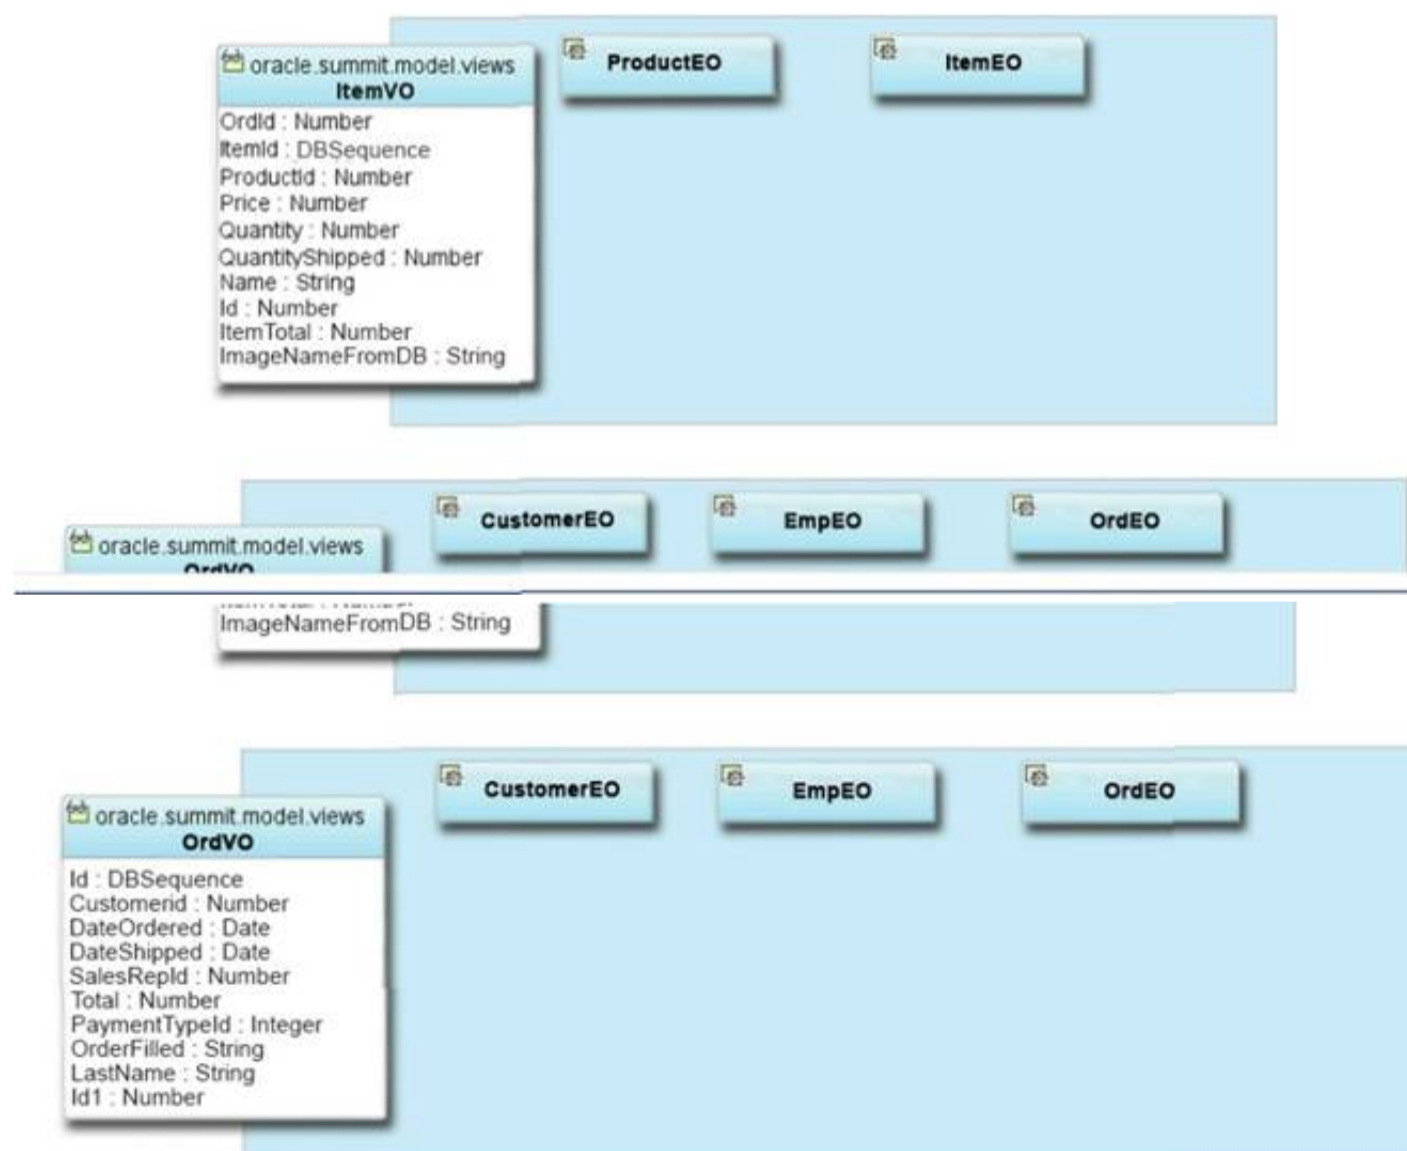 oracle.summit.model.views
ItemVO
OrdId : Number
ItemId : DBSequence
ProductId : Number
Price : Number
Quantity : Number
QuantityShipped : Number
Name : String
Id : Number
ItemTotal : Number
ImageNameFromDB : String
ProductEO
ItemEO
oracle.summit.model.views
OrdVO
CustomerEO
EmpEO
OrdEO
ImageNameFromDB : String
oracle.summit.model.views
OrdVO
Id : DBSequence
Customerid : Number
DateOrdered : Date
DateShipped : Date
SalesRepId : Number
Total : Number
PaymentTypeId : Integer
OrderFilled : String
LastName : String
Id1 : Number
CustomerEO
EmpEO
OrdEO